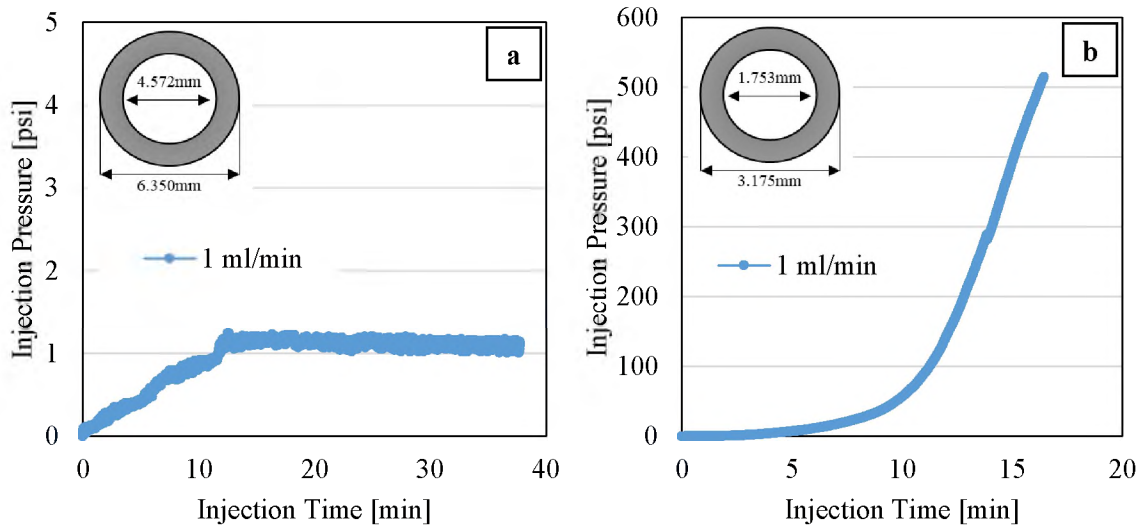 5
4
3
2
1
0
Injection Pressure [psi]
a
4.572mm
6.350mm
1 ml/min
0
10
20
30
40
Injection Time [min]
600
500
400
300
200
100
0
Injection Pressure [psi]
b
1.753mm
3.175mm
1 ml/min
0
5
10
15
20
Injection Time [min]